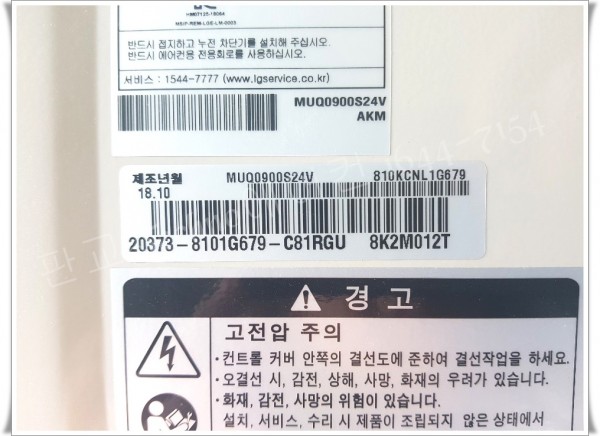 HM07125-18064
MSIP-REM-LGE-LM-0003
반드시 접지하고 누전 차단기를 설치해 주십시오.
반드시 에어컨용 전용회로를 사용하십시오.
서비스 : 1544-7777 (www.lgservice.co.kr)
MUQ0900S24V
AKM
제조년월 MUQ0900S24V 810KCNL1G679
18.10
20373-8101G679-C81RGU 8K2M012T
경 고
고전압 주의
·컨트롤 커버 안쪽의 결선도에 준하여 결선작업을 하세요.
·오결선 시, 감전, 상해, 사망, 화재의 우려가 있습니다.
·화재, 감전, 사망의 위험이 있습니다.
설치, 서비스, 수리 시 제품이 조립되지 않은 상태에서